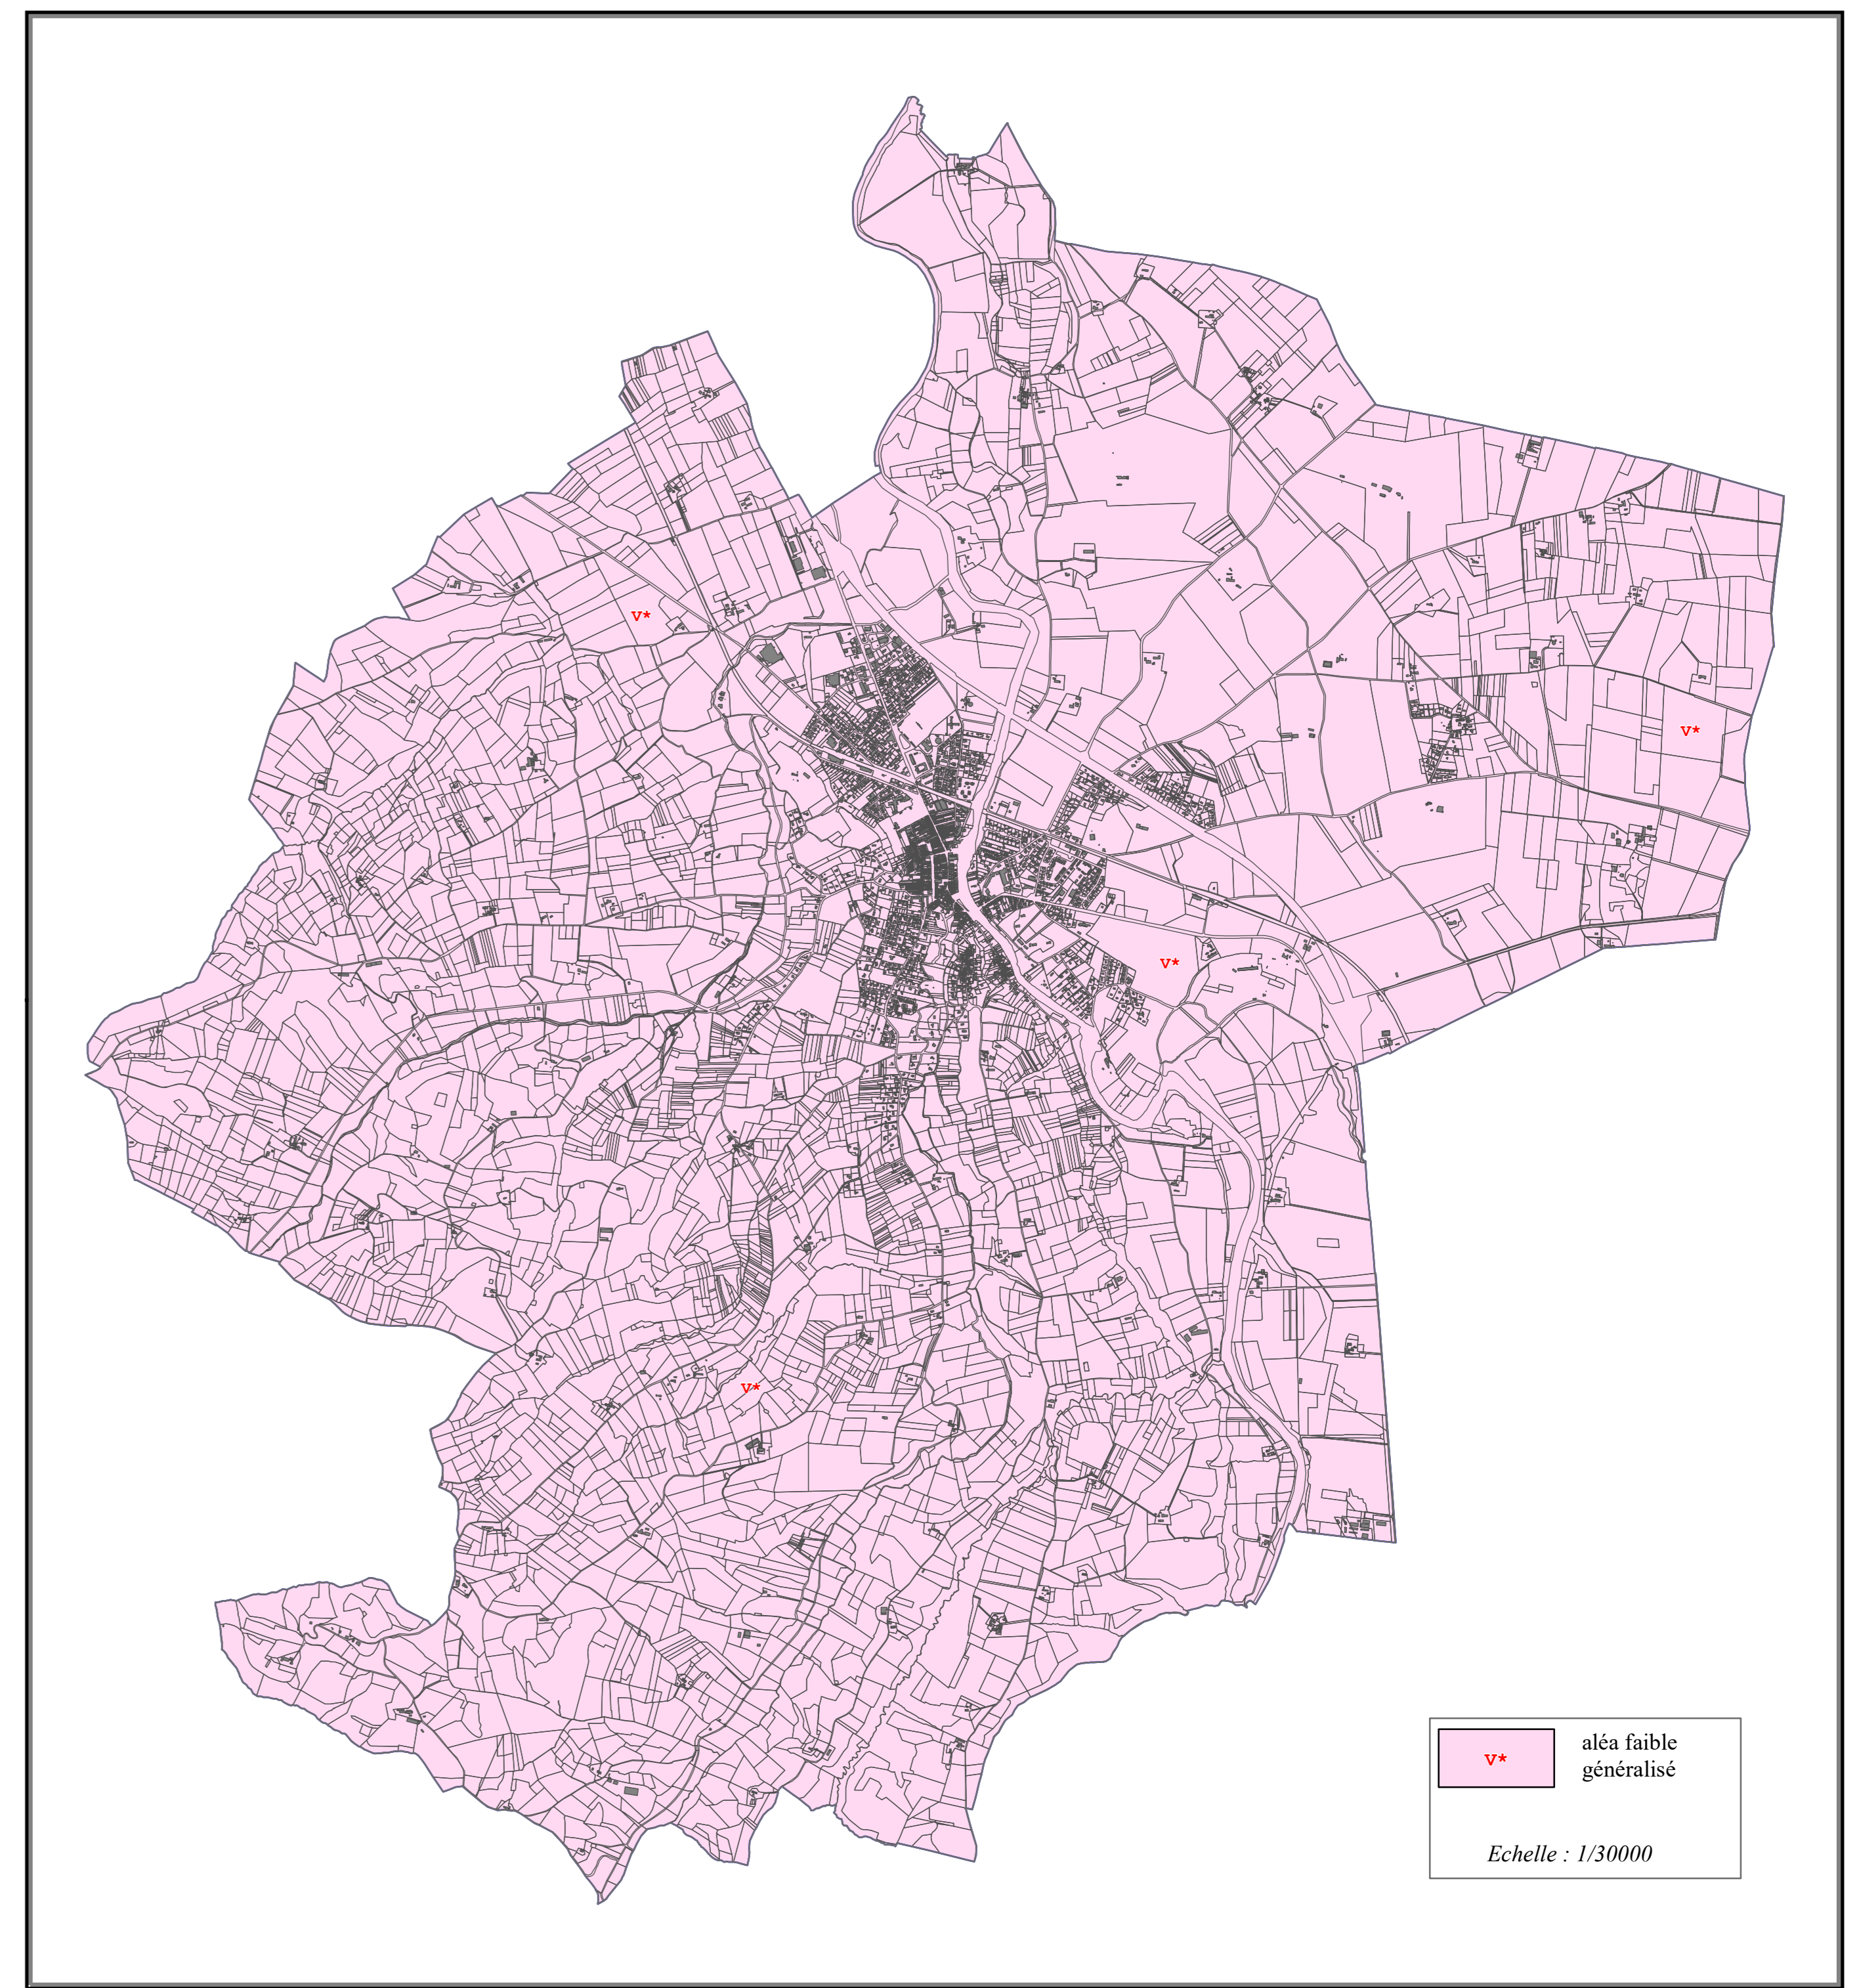 V*
V*
V*
V*
V* aléa faible
généralisé
Echelle : 1/30000